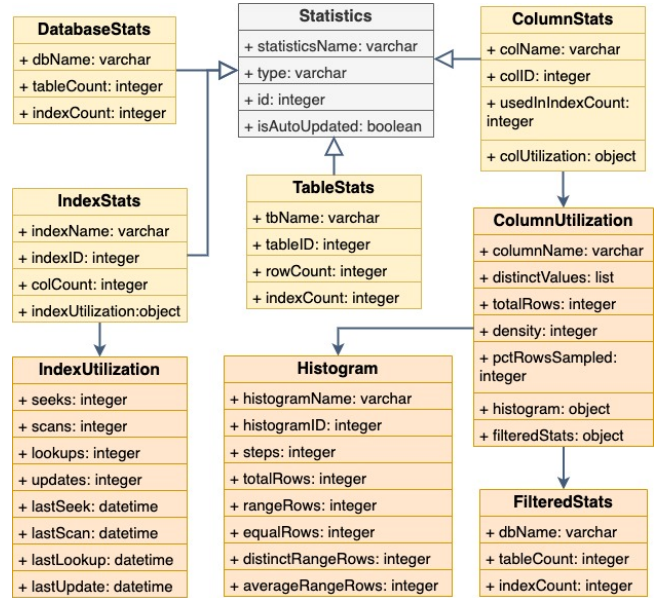 DatabaseStats
+ dbName: varchar
+ tableCount: integer
+ indexCount: integer
Statistics
+ statisticsName: varchar
+ type: varchar
+ id: integer
+ isAutoUpdated: boolean
ColumnStats
+ colName: varchar
+ colID: integer
+ usedInIndexCount:
integer
+ colUtilization: object
IndexStats
+ indexName: varchar
+ indexID: integer
+ colCount: integer
+ indexUtilization:object
TableStats
+ tbName: varchar
+ tableID: integer
+ rowCount: integer
+ indexCount: integer
ColumnUtilization
+ columnName: varchar
+ distinctValues: list
+ totalRows: integer
+ density: integer
+ pctRowsSampled:
integer
+ histogram: object
+ filteredStats: object
IndexUtilization
+ seeks: integer
+ scans: integer
+ lookups: integer
+ updates: integer
+ lastSeek: datetime
+ lastScan: datetime
+ lastLookup: datetime
+ lastUpdate: datetime
Histogram
+ histogramName: varchar
+ histogramID: integer
+ steps: integer
+ totalRows: integer
+ rangeRows: integer
+ equalRows: integer
+ distinctRangeRows: integer
+ averageRangeRows: integer
FilteredStats
+ dbName: varchar
+ tableCount: integer
+ indexCount: integer